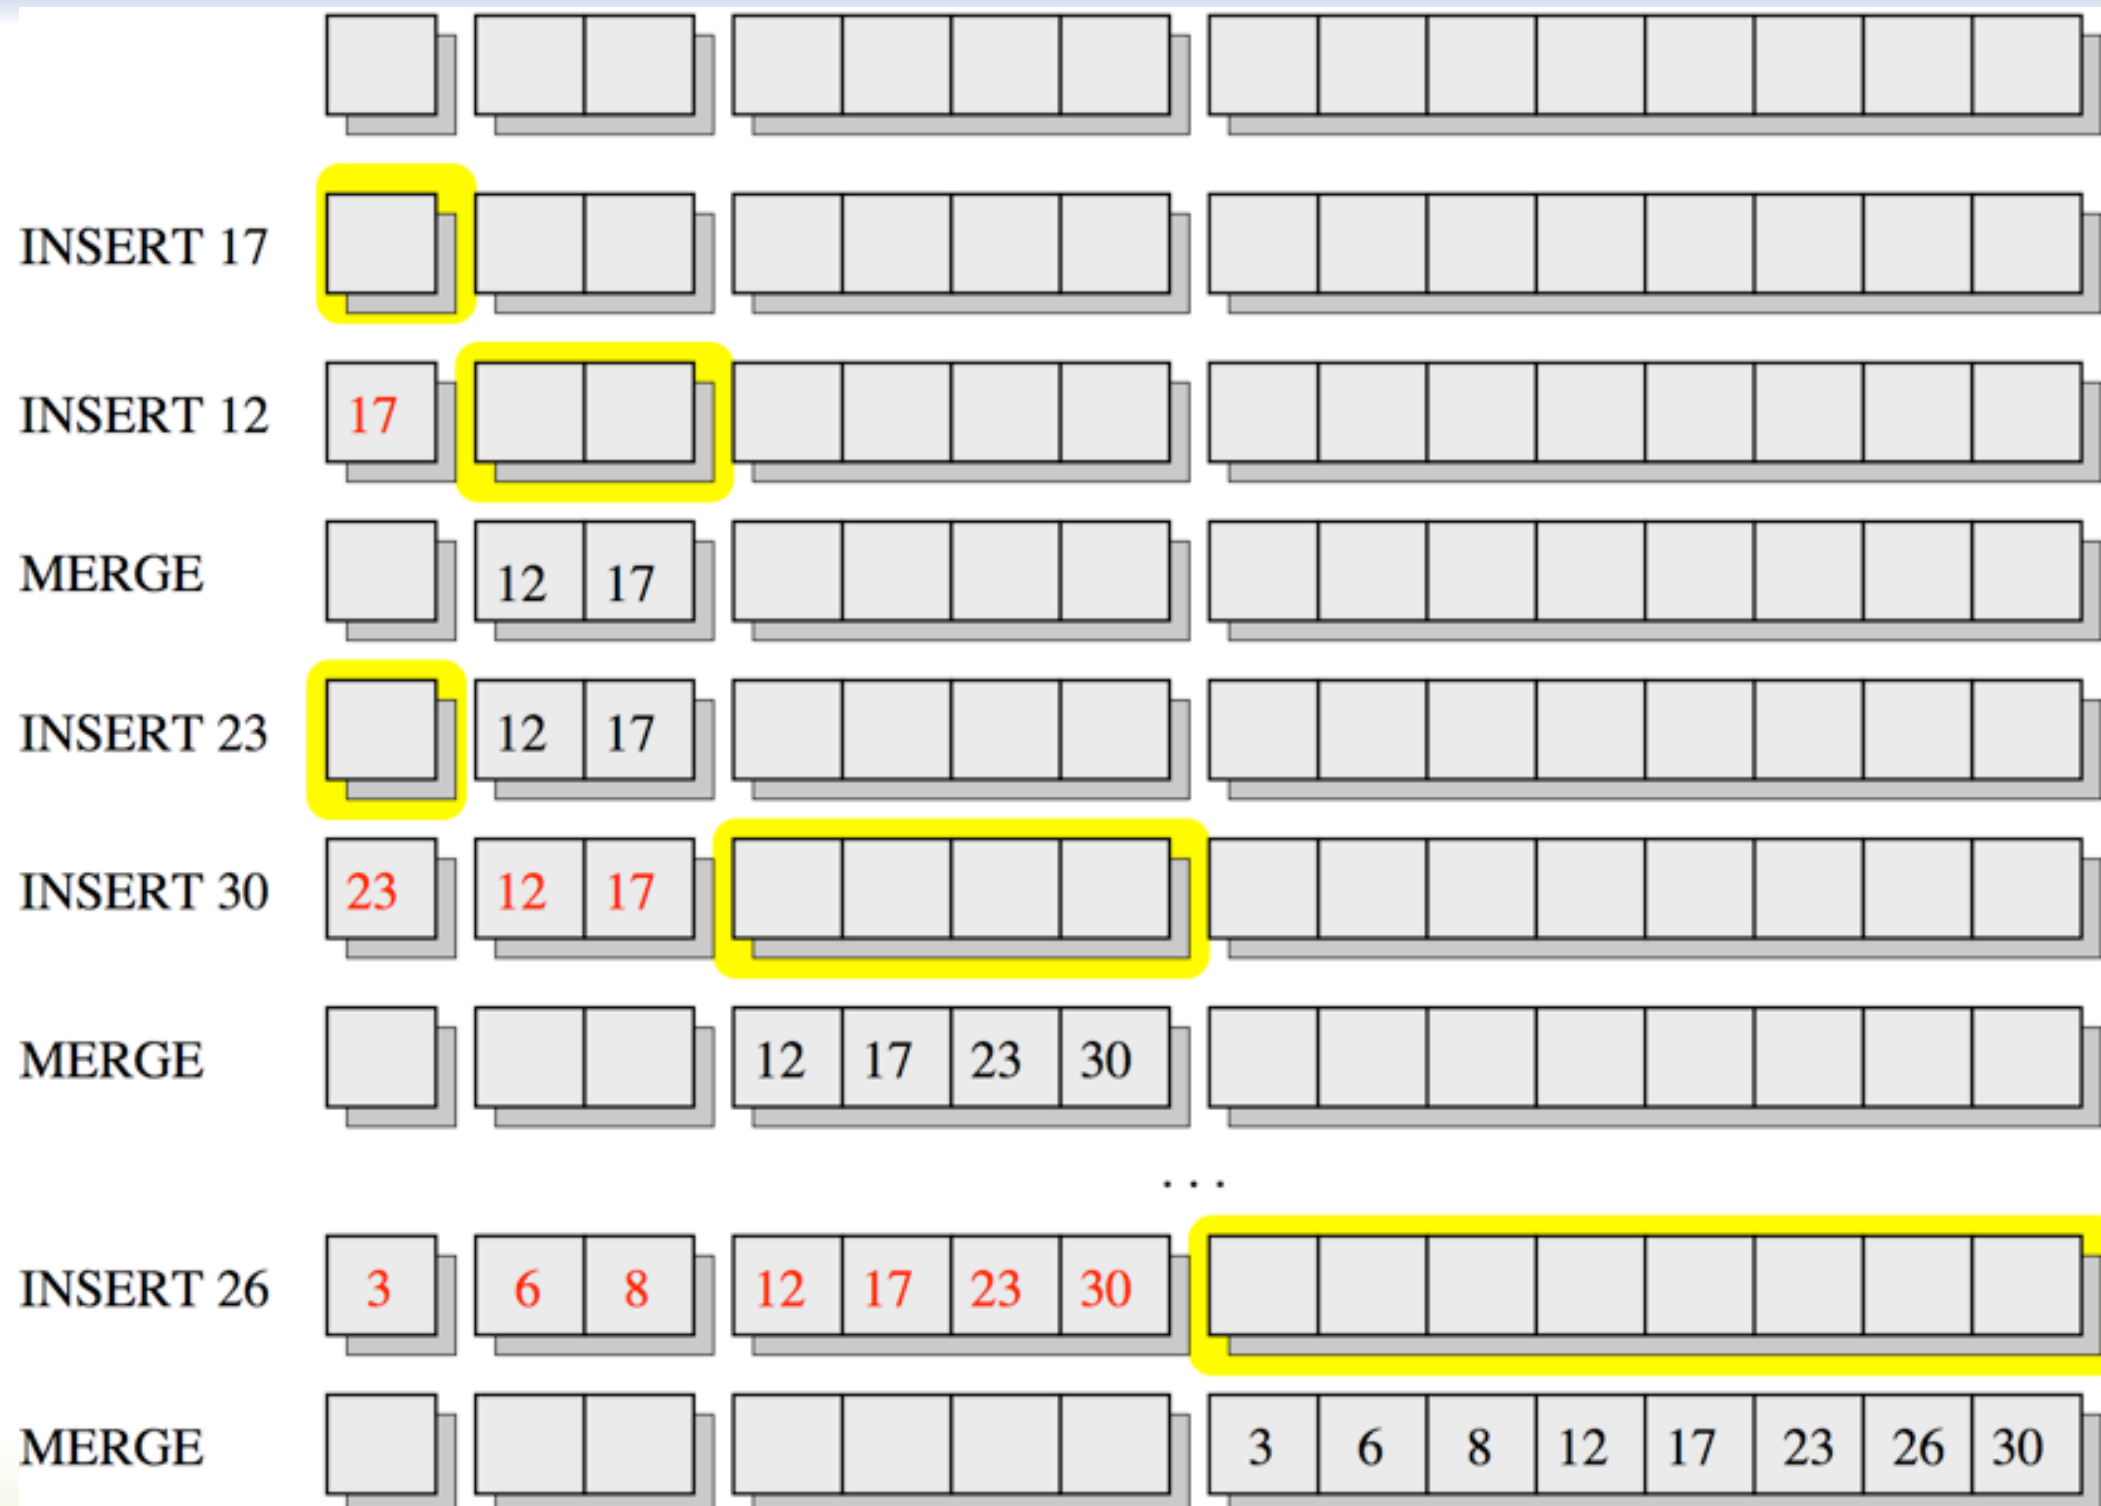 INSERT 17
INSERT 12 17
MERGE 12 17
INSERT 23 12 17
INSERT 30 23 12 17
MERGE 12 17 23 30
. . .
INSERT 26 3 6 8 12 17 23 30
MERGE 3 6 8 12 17 23 26 30